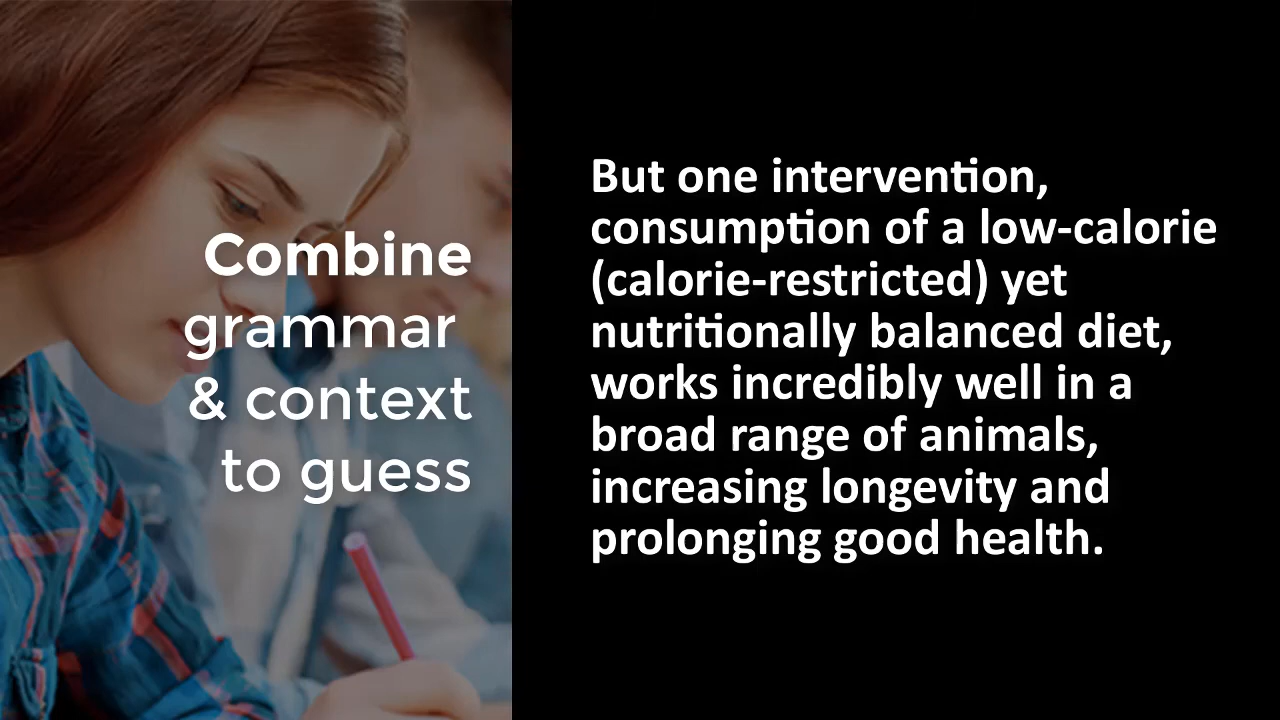 Combine
grammar
& context
to guess
But one intervention,
consumption of a low-calorie
(calorie-restricted) yet
nutritionally balanced diet,
works incredibly well in a
broad range of animals,
increasing longevity and
prolonging good health.